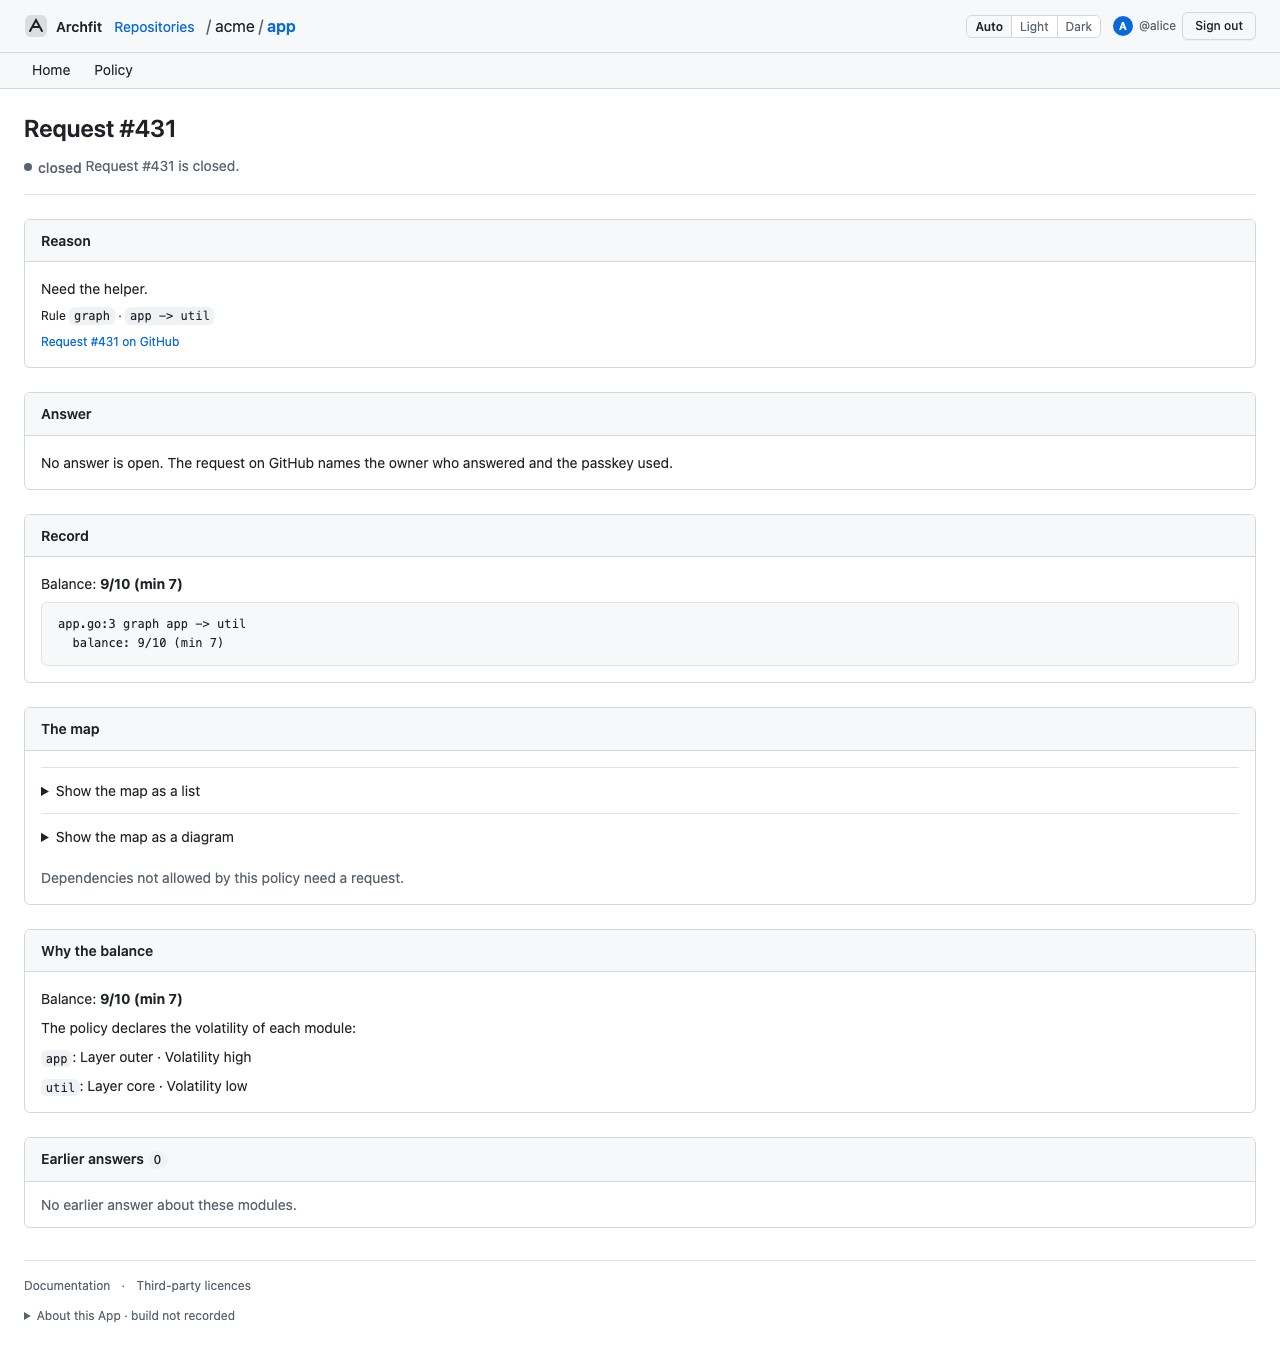 Archfit Repositories / acme / app Auto Light Dark A @alice Sign out
Home Policy
Request #431
closed Request #431 is closed.
Reason
Need the helper.
Rule graph · app -> util
Request #431 on GitHub
Answer
No answer is open. The request on GitHub names the owner who answered and the passkey used.
Record
Balance: 9/10 (min 7)
app.go:3 graph app -> util
balance: 9/10 (min 7)
The map
Show the map as a list
Show the map as a diagram
Dependencies not allowed by this policy need a request.
Why the balance
Balance: 9/10 (min 7)
The policy declares the volatility of each module:
app: Layer outer · Volatility high
util: Layer core · Volatility low
Earlier answers 0
No earlier answer about these modules.
Documentation · Third-party licences
About this App · build not recorded